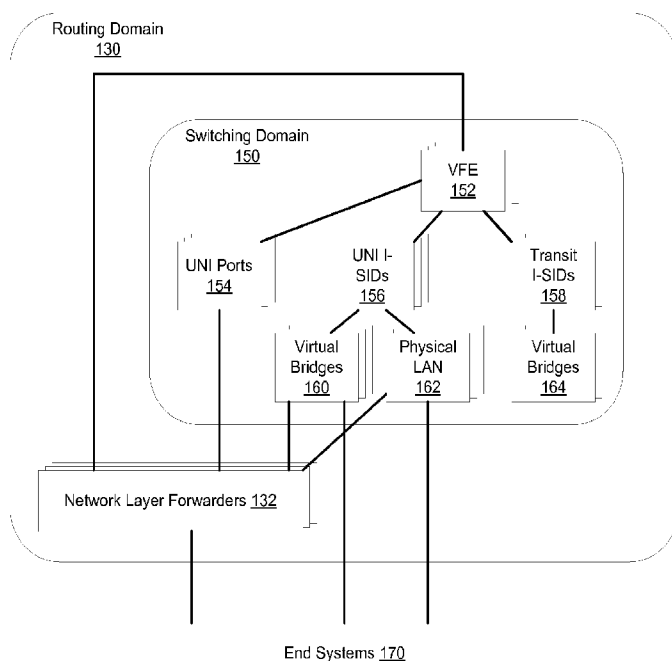 Routing Domain
130
Switching Domain
150
VFE
152
UNI Ports
154
UNI I-
SIDs
156
Transit
I-SIDs
158
Virtual
Bridges
160
Physical
LAN
162
Virtual
Bridges
164
Network Layer Forwarders 132
End Systems 170